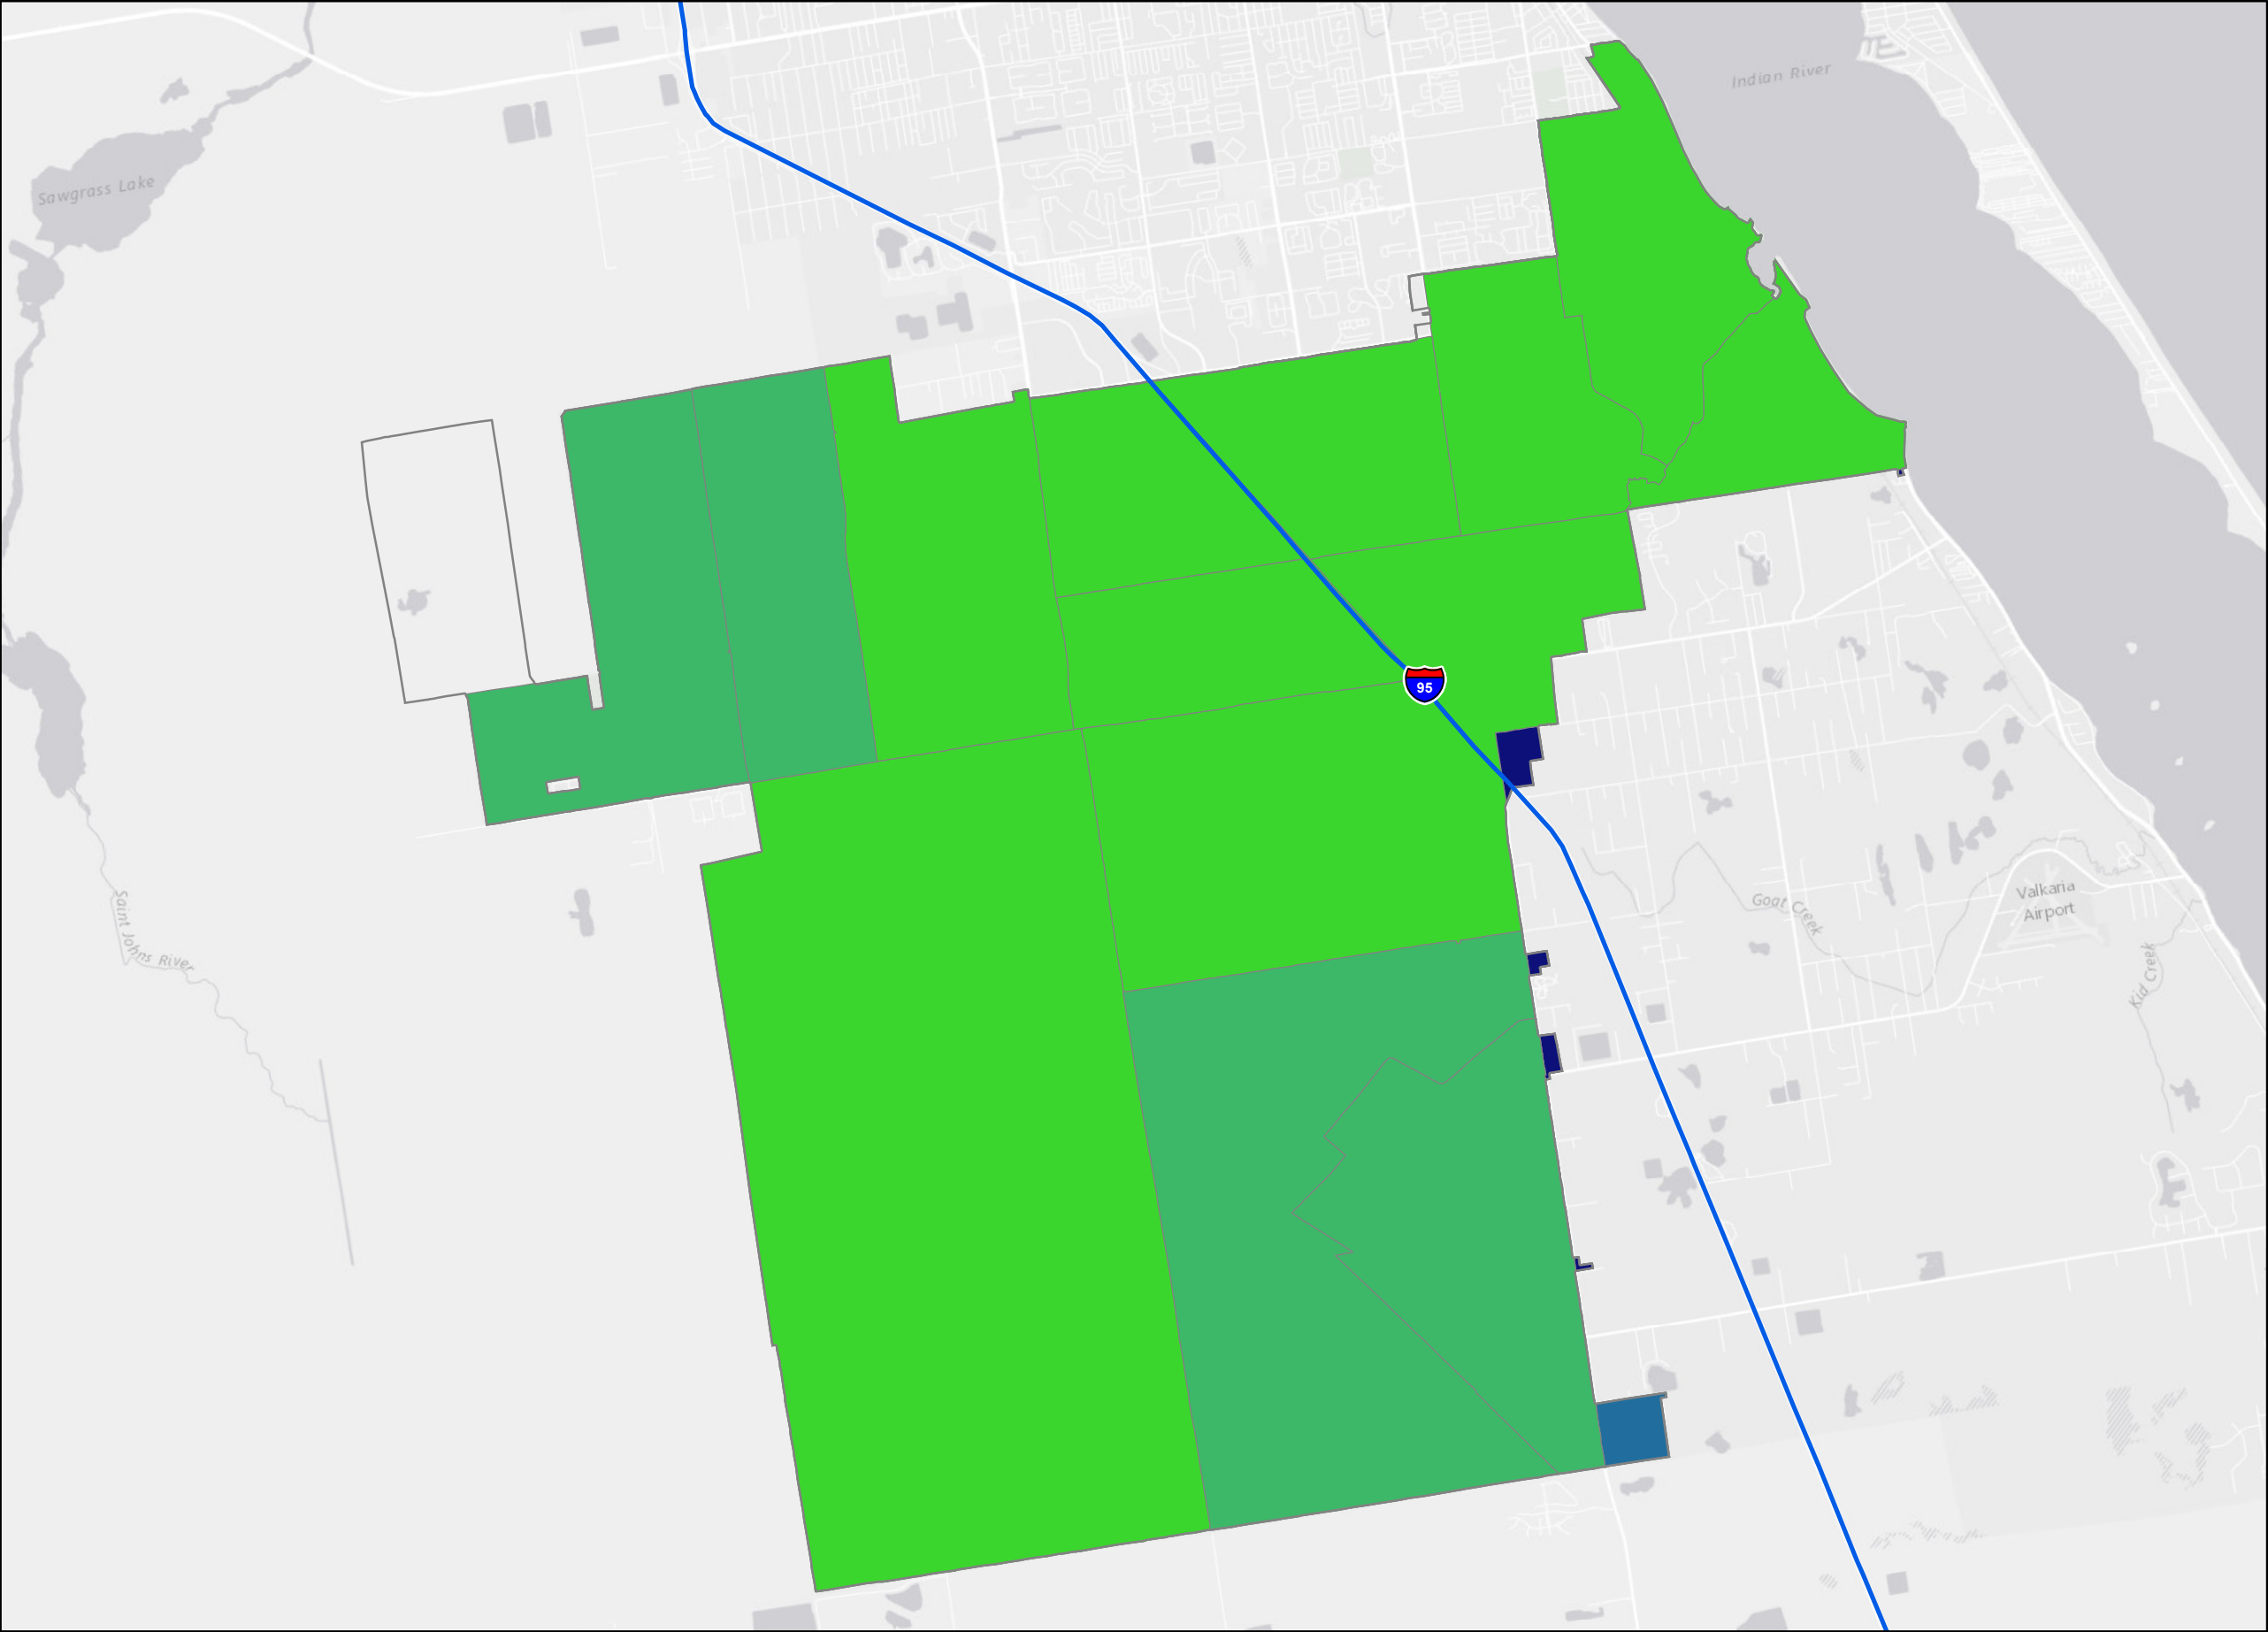 Indian River
Sawgrass Lake
95
Valkaria
Airport
Goat Creek
Saint Johns River
Kid Creek